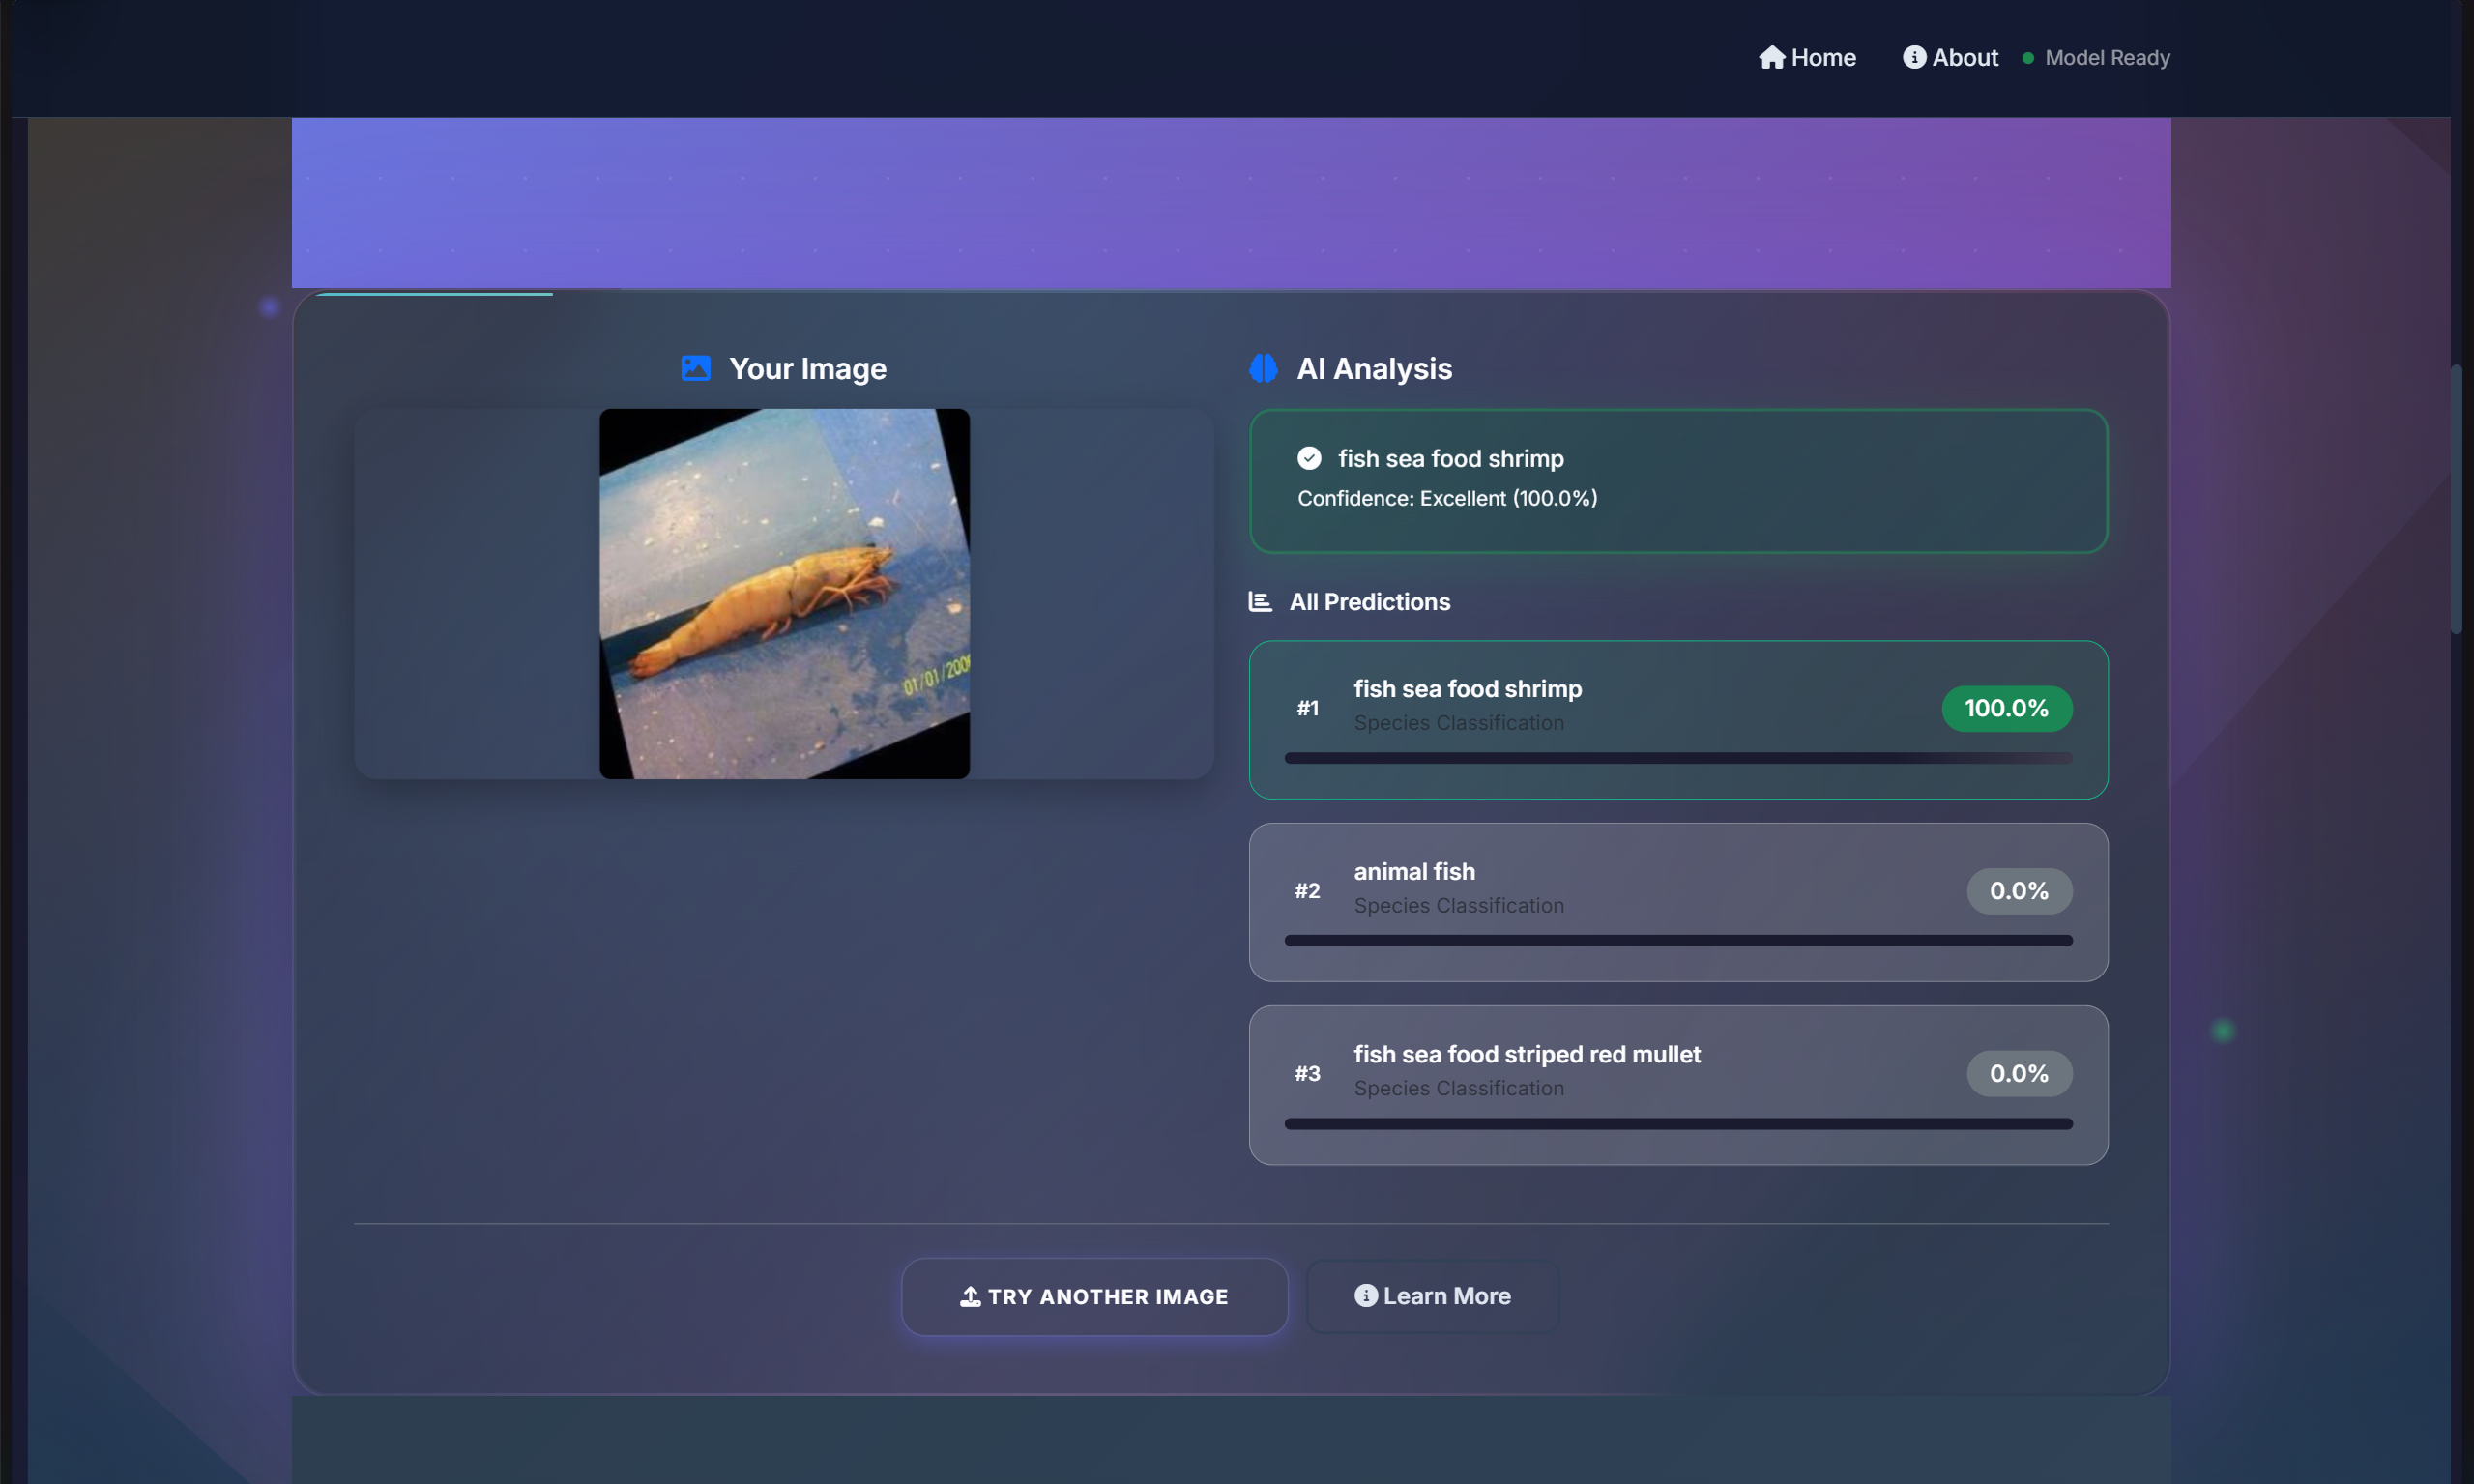 Home About Model Ready
Your Image
01/01/200
AI Analysis
fish sea food shrimp
Confidence: Excellent (100.0%)
All Predictions
#1 fish sea food shrimp 100.0%
Species Classification
#2 animal fish 0.0%
Species Classification
#3 fish sea food striped red mullet 0.0%
Species Classification
TRY ANOTHER IMAGE Learn More